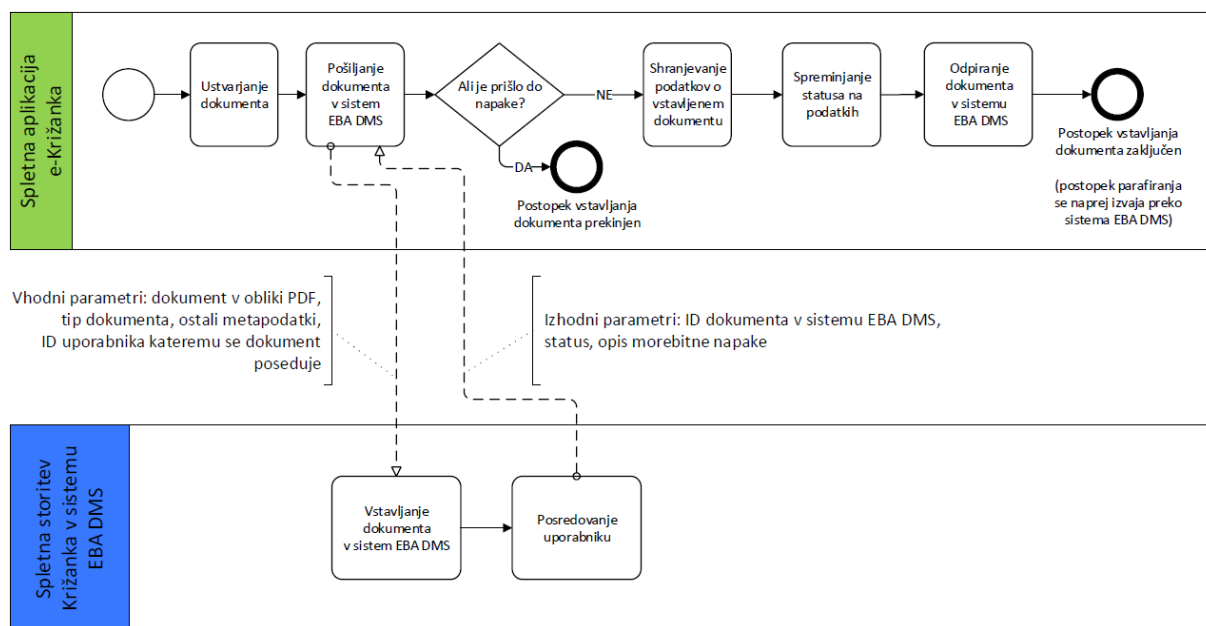 Spletna aplikacija
e-Križanka
Ustvarjanje
dokumenta
Pošiljanje
dokumenta
v sistem
EBA DMS
Ali je prišlo do
napake?
NE
DA
Postopek vstavljanja
dokumenta prekinjen
Shranjevanje
podatkov o
vstavljenem
dokumentu
Spreminjanje
statusa na
podatkih
Odpiranje
dokumenta
v sistemu
EBA DMS
Postopek vstavljanja
dokumenta zaključen
(postopek parafiranja
se naprej izvaja preko
sistema EBA DMS)
Vhodni parametri: dokument v obliki PDF,
tip dokumenta, ostali metapodatki,
ID uporabnika kateremu se dokument
poseduje
Izhodni parametri: ID dokumenta v sistemu EBA DMS,
status, opis morebitne napake
Spletna storitev
Križanka v sistemu
EBA DMS
Vstavljanje
dokumenta
v sistem EBA DMS
Posredovanje
uporabniku